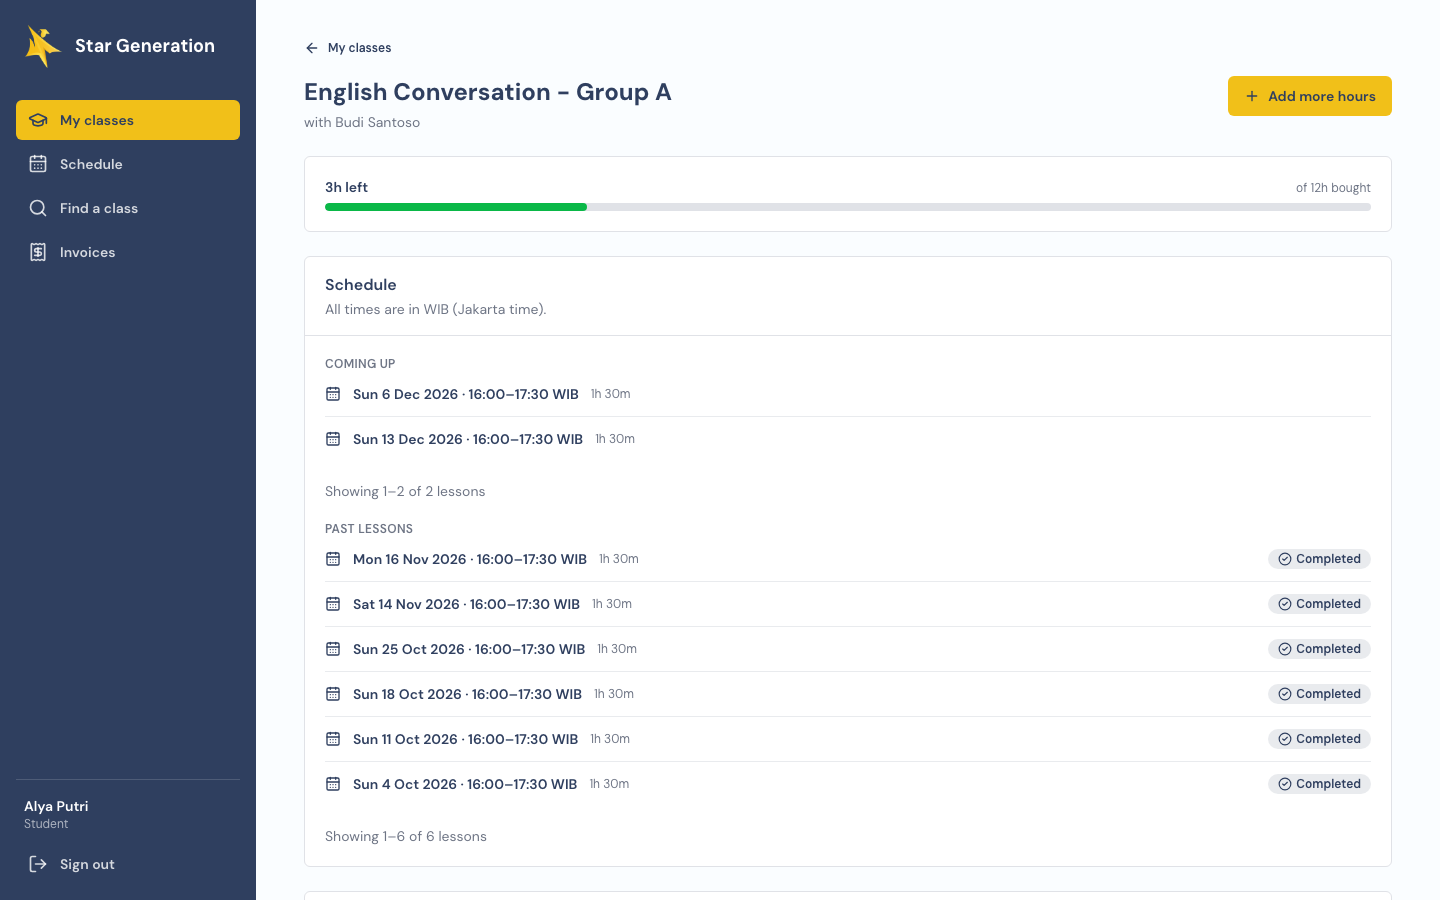 Star Generation
My classes
Schedule
Find a class
Invoices
Alya Putri
Student
Sign out
My classes
English Conversation – Group A
with Budi Santoso
Add more hours
3h left
of 12h bought
Schedule
All times are in WIB (Jakarta time).
COMING UP
Sun 6 Dec 2026 · 16:00–17:30 WIB 1h 30m
Sun 13 Dec 2026 · 16:00–17:30 WIB 1h 30m
Showing 1–2 of 2 lessons
PAST LESSONS
Mon 16 Nov 2026 · 16:00–17:30 WIB 1h 30m Completed
Sat 14 Nov 2026 · 16:00–17:30 WIB 1h 30m Completed
Sun 25 Oct 2026 · 16:00–17:30 WIB 1h 30m Completed
Sun 18 Oct 2026 · 16:00–17:30 WIB 1h 30m Completed
Sun 11 Oct 2026 · 16:00–17:30 WIB 1h 30m Completed
Sun 4 Oct 2026 · 16:00–17:30 WIB 1h 30m Completed
Showing 1–6 of 6 lessons